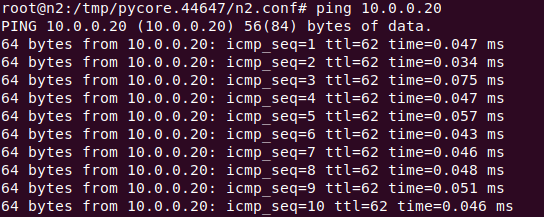 root@n2:/tmp/pycore.44647/n2.conf# ping 10.0.0.20
PING 10.0.0.20 (10.0.0.20) 56(84) bytes of data.
64 bytes from 10.0.0.20: icmp_seq=1 ttl=62 time=0.047 ms
64 bytes from 10.0.0.20: icmp_seq=2 ttl=62 time=0.034 ms
64 bytes from 10.0.0.20: icmp_seq=3 ttl=62 time=0.075 ms
64 bytes from 10.0.0.20: icmp_seq=4 ttl=62 time=0.047 ms
64 bytes from 10.0.0.20: icmp_seq=5 ttl=62 time=0.057 ms
64 bytes from 10.0.0.20: icmp_seq=6 ttl=62 time=0.043 ms
64 bytes from 10.0.0.20: icmp_seq=7 ttl=62 time=0.046 ms
64 bytes from 10.0.0.20: icmp_seq=8 ttl=62 time=0.048 ms
64 bytes from 10.0.0.20: icmp_seq=9 ttl=62 time=0.051 ms
64 bytes from 10.0.0.20: icmp_seq=10 ttl=62 time=0.046 ms